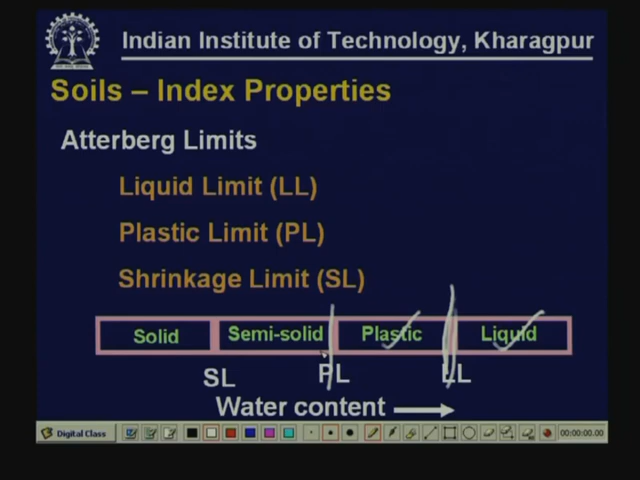 Indian Institute of Technology, Kharagpur
Soils – Index Properties
Atterberg Limits
Liquid Limit (LL)
Plastic Limit (PL)
Shrinkage Limit (SL)
Solid Semi-solid Plastic Liquid
SL PL LL
Water content
Digital Class 00:00:00.00